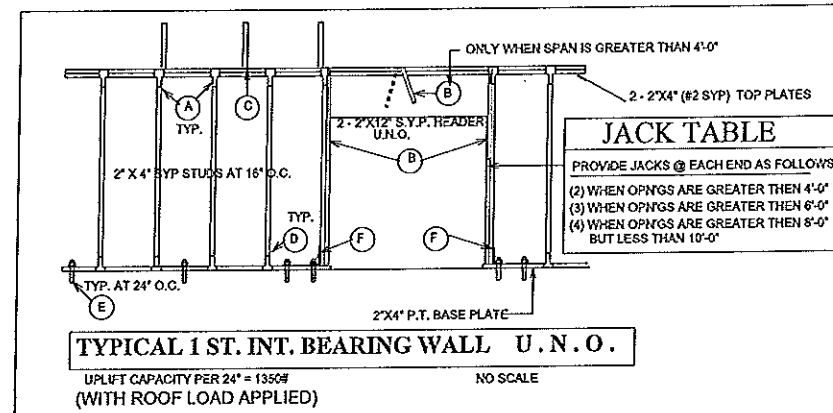 ONLY WHEN SPAN IS GREATER THAN 4'-0"
B
A
C
TYP.
2 - 2"X4" (#2 SYP) TOP PLATES
2 - 2"X12" S.Y.P. HEADER
U.N.O.
B
JACK TABLE
PROVIDE JACKS @ EACH END AS FOLLOWS
(2) WHEN OPN'GS ARE GREATER THEN 4'-0"
(3) WHEN OPN'GS ARE GREATER THEN 6'-0"
(4) WHEN OPN'GS ARE GREATER THEN 8'-0"
BUT LESS THAN 10'-0"
2" X 4" SYP STUDS AT 16" O.C.
TYP.
D
F
F
TYP. AT 24" O.C.
E
2"X4" P.T. BASE PLATE
TYPICAL 1 ST. INT. BEARING WALL U.N.O.
UPLIFT CAPACITY PER 24" = 1350#
NO SCALE
(WITH ROOF LOAD APPLIED)